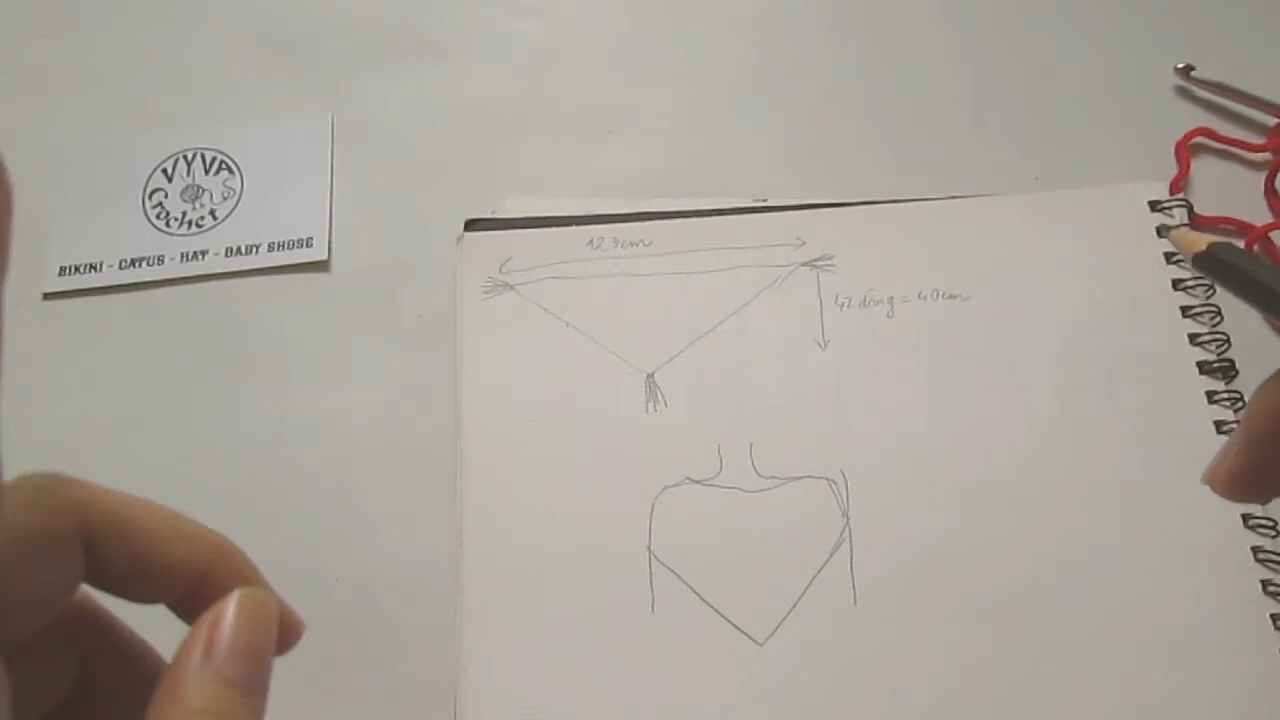 VYVA
Crochet
BIKINI - CATUS - HAT - BABY SHOSE
123cm
42 dòng = 40cm